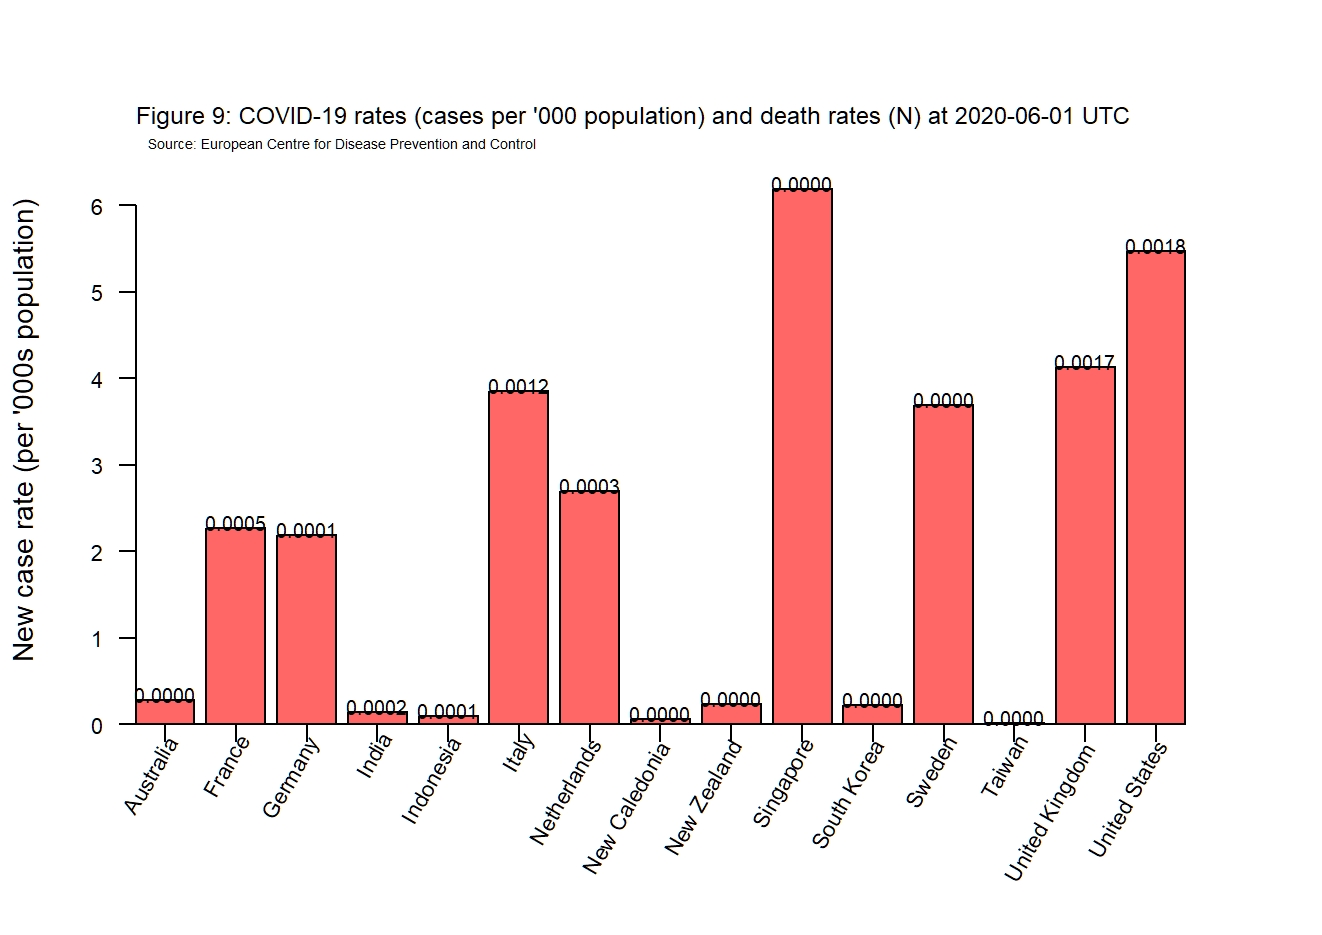 Figure 9: COVID-19 rates (cases per '000 population) and death rates (N) at 2020-06-01 UTC
Source: European Centre for Disease Prevention and Control
New case rate (per '000s population)
6
5
4
3
2
1
0
0.0000
0.0005
0.0001
0.0002
0.0001
0.0012
0.0003
0.0000
0.0000
0.0000
0.0000
0.0000
0.0000
0.0017
0.0018
Australia
France
Germany
India
Indonesia
Italy
Netherlands
New Caledonia
New Zealand
Singapore
South Korea
Sweden
Taiwan
United Kingdom
United States